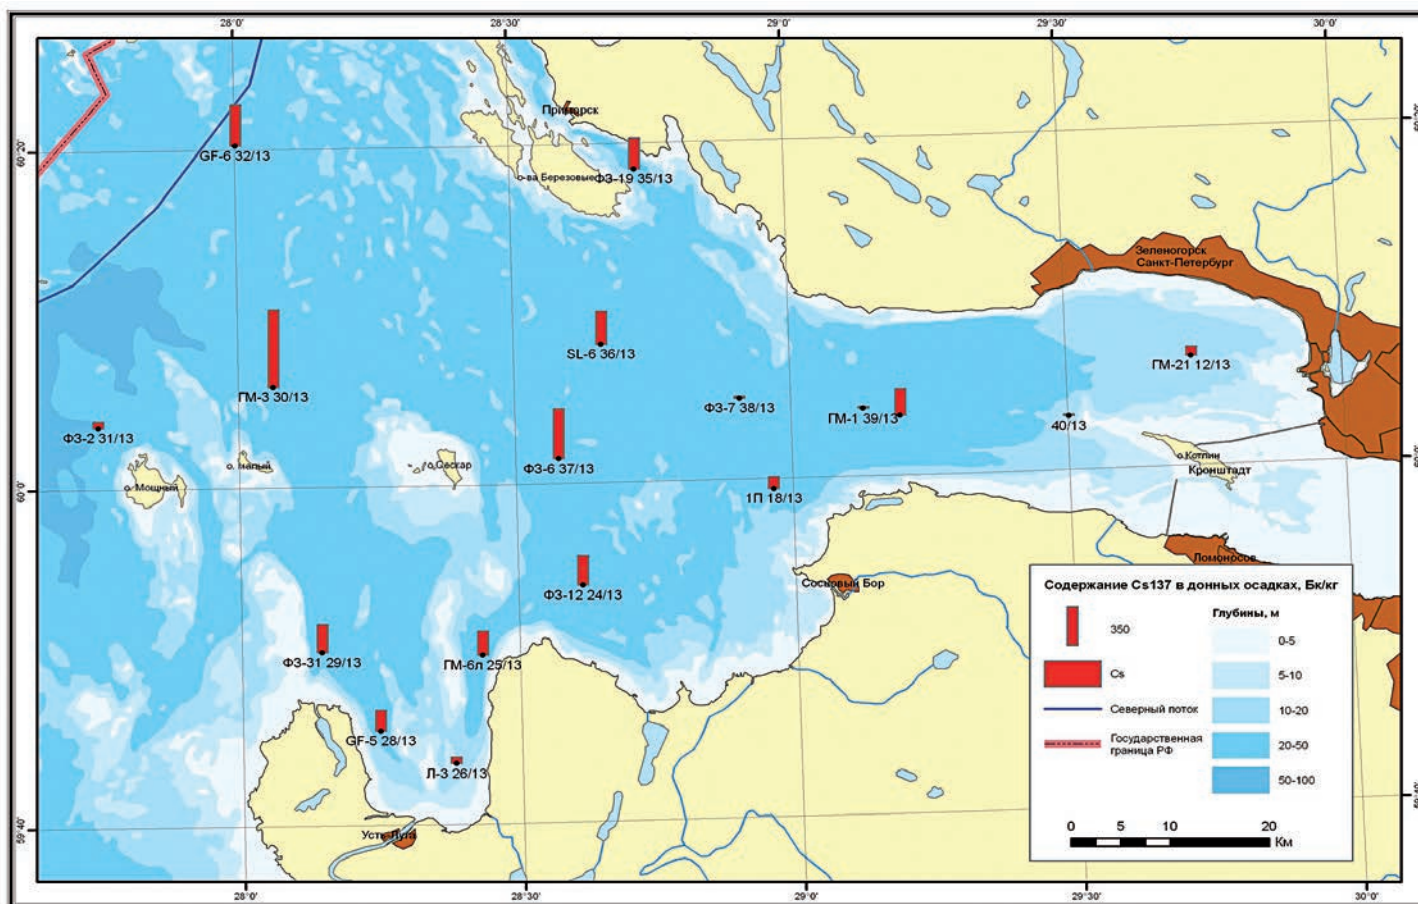 28°0'
28°30'
29°0'
29°30'
30°0'
60°20'
60°0'
59°40'
Приморск
GF-6 32/13
о-ва Березовые
ФЗ-19 35/13
Зеленогорск
Санкт-Петербург
SL-6 36/13
ГМ-21 12/13
ГМ-3 30/13
ФЗ-7 38/13
ГМ-1 39/13
40/13
ФЗ-2 31/13
о. Малый
Сескар
ФЗ-6 37/13
Котлин
Кронштадт
Мощный
1П 18/13
Ломоносов
ФЗ-12 24/13
Сосновый Бор
ФЗ-31 29/13
ГМ-6л 25/13
GF-5 28/13
Л-3 26/13
Усть-Луга
Содержание Cs137 в донных осадках, Бк/кг
350
Cs
Северный поток
Государственная
граница РФ
Глубины, м
0-5
5-10
10-20
20-50
50-100
0 5 10 20
Км
28°0'
28°30'
29°0'
29°30'
30°0'